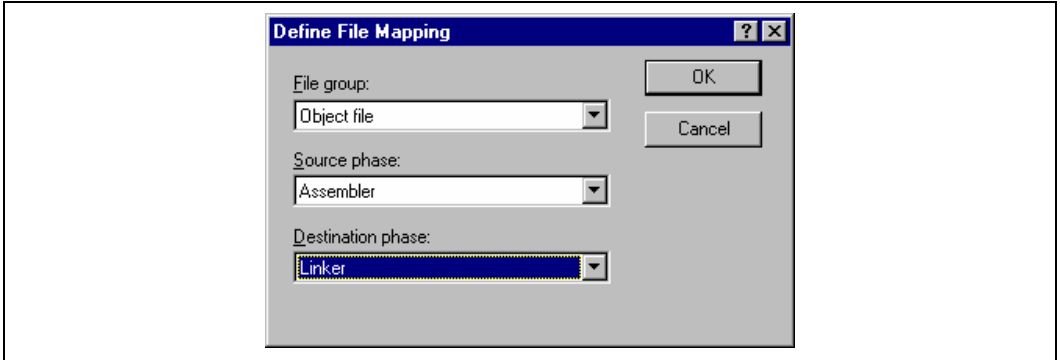 Define File Mapping
File group:
OK
Object file
Cancel
Source phase:
Assembler
Destination phase:
Linker